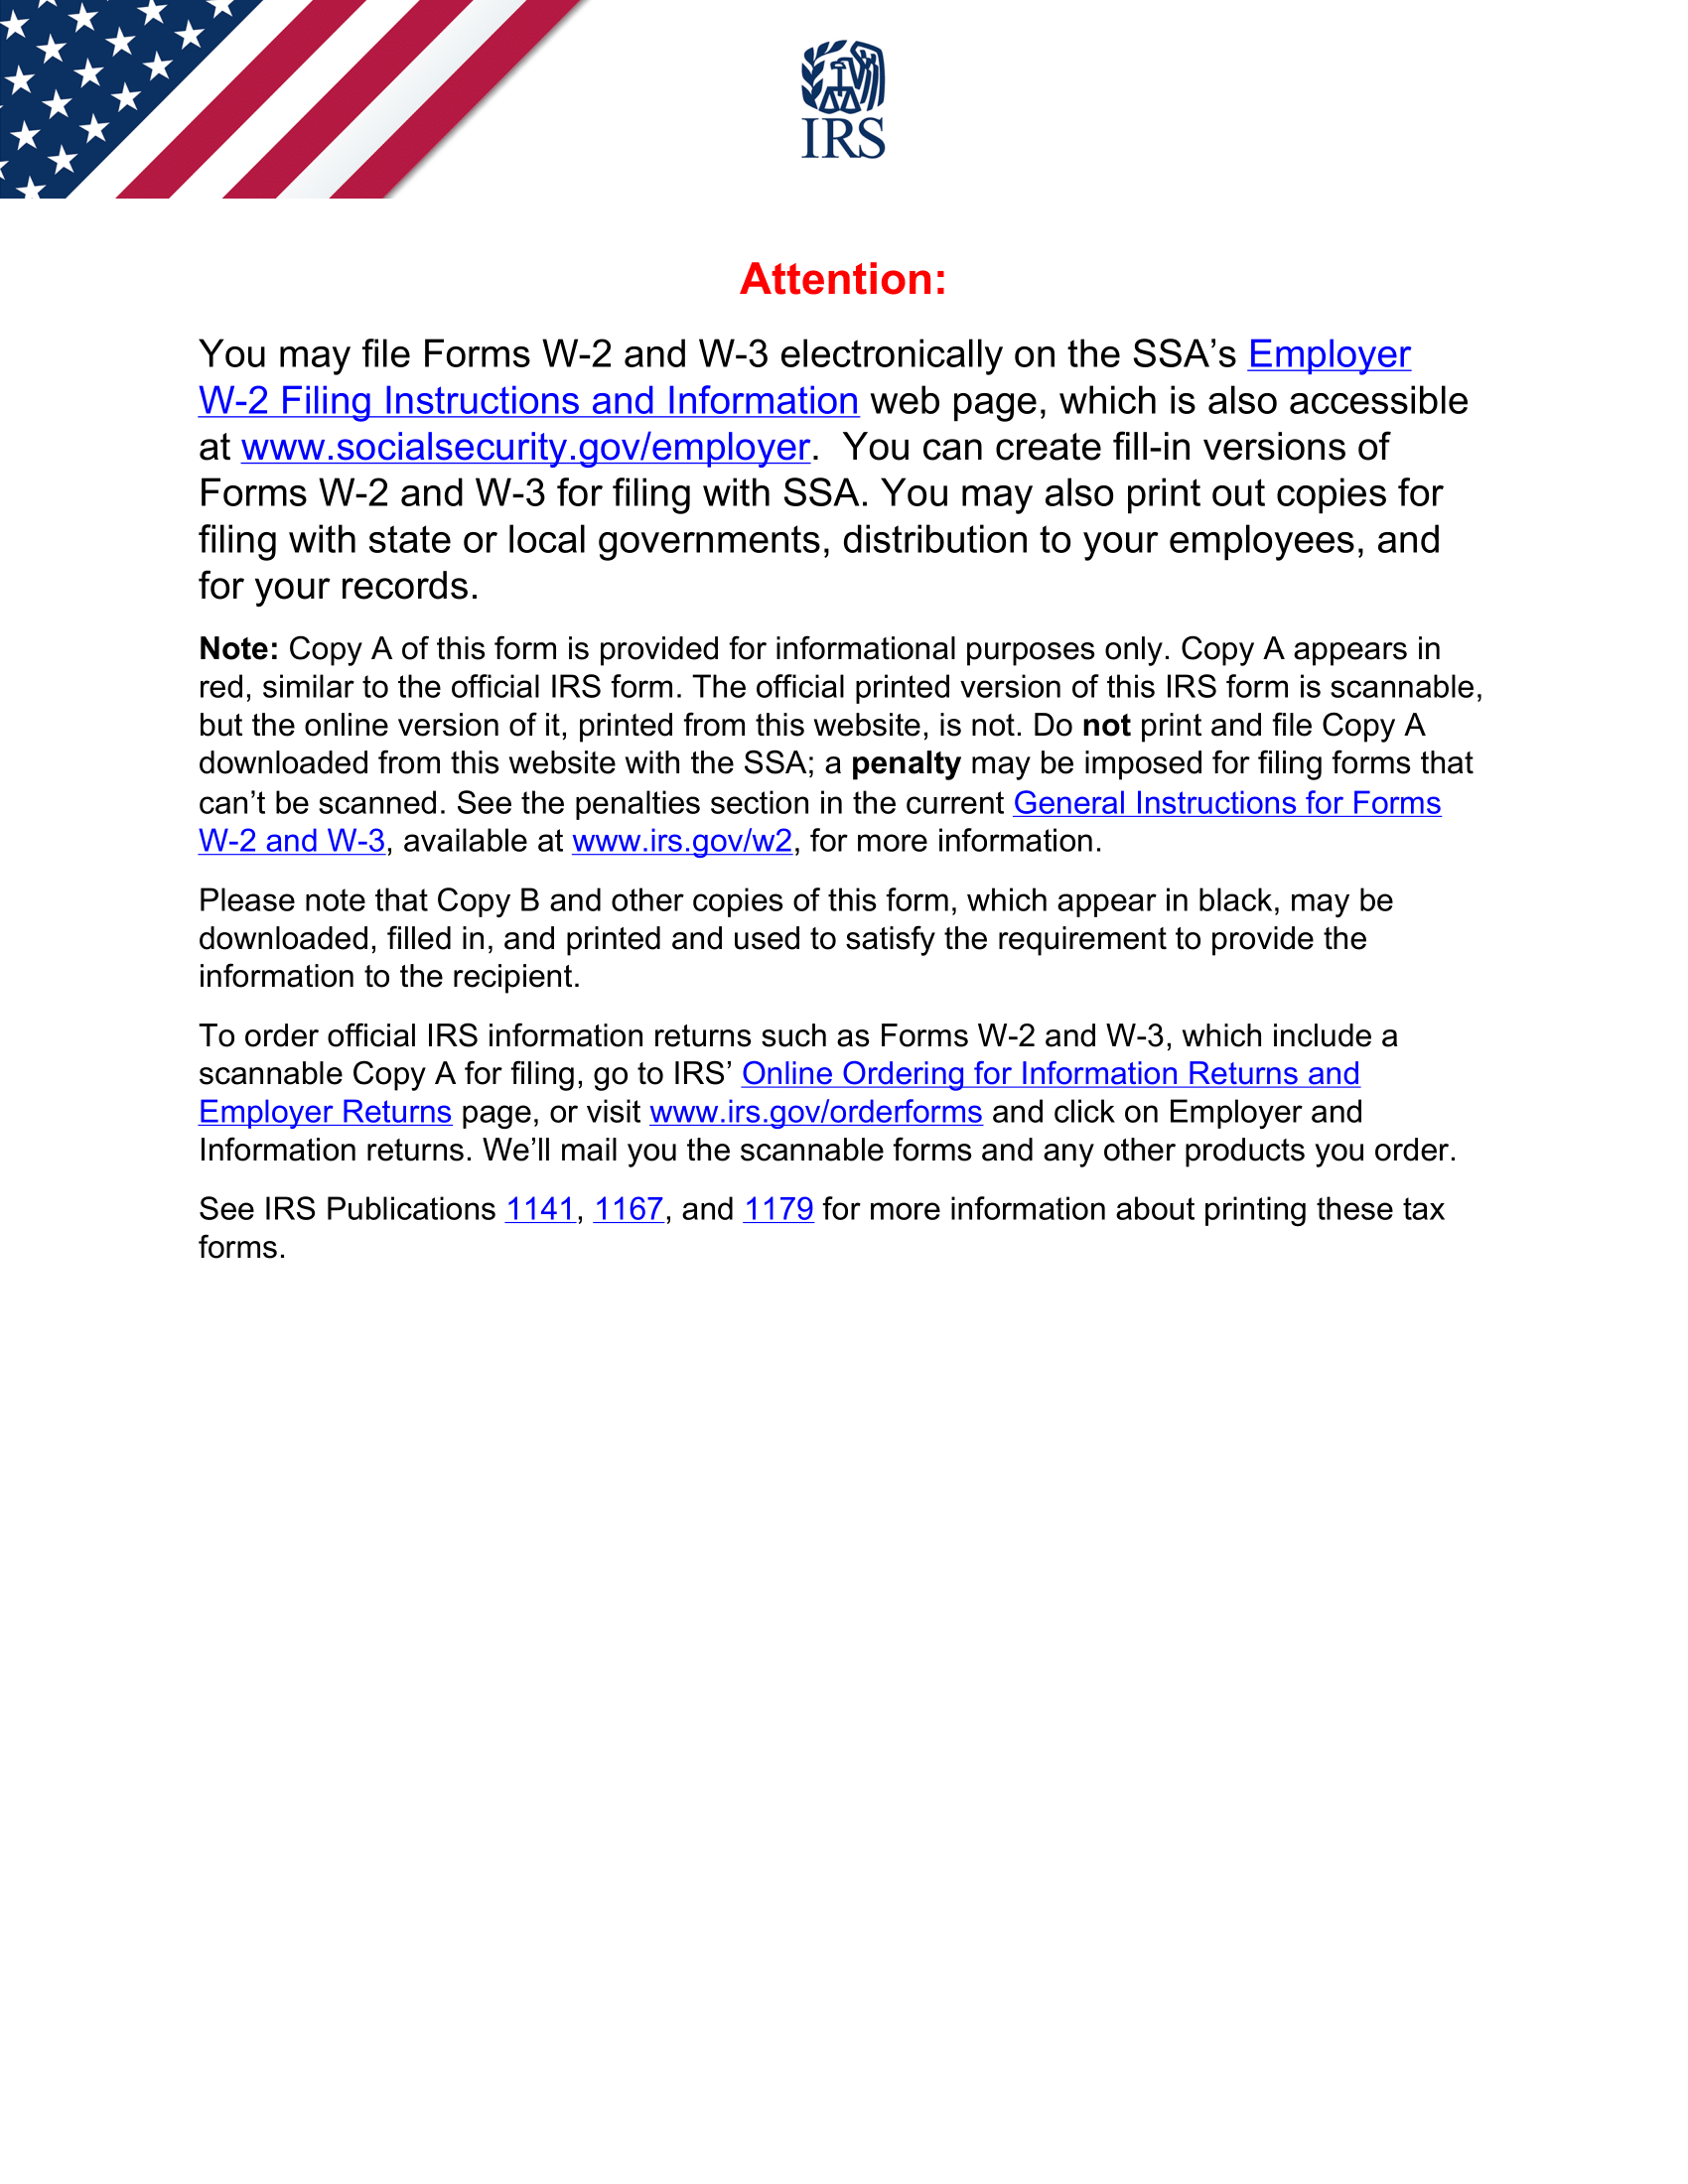 IRS
Attention:
You may file Forms W-2 and W-3 electronically on the SSA’s Employer
W-2 Filing Instructions and Information web page, which is also accessible
at www.socialsecurity.gov/employer.  You can create fill-in versions of
Forms W-2 and W-3 for filing with SSA. You may also print out copies for
filing with state or local governments, distribution to your employees, and
for your records.
Note: Copy A of this form is provided for informational purposes only. Copy A appears in
red, similar to the official IRS form. The official printed version of this IRS form is scannable,
but the online version of it, printed from this website, is not. Do not print and file Copy A
downloaded from this website with the SSA; a penalty may be imposed for filing forms that
can’t be scanned. See the penalties section in the current General Instructions for Forms
W-2 and W-3, available at www.irs.gov/w2, for more information.
Please note that Copy B and other copies of this form, which appear in black, may be
downloaded, filled in, and printed and used to satisfy the requirement to provide the
information to the recipient.
To order official IRS information returns such as Forms W-2 and W-3, which include a
scannable Copy A for filing, go to IRS’ Online Ordering for Information Returns and
Employer Returns page, or visit www.irs.gov/orderforms and click on Employer and
Information returns. We’ll mail you the scannable forms and any other products you order.
See IRS Publications 1141, 1167, and 1179 for more information about printing these tax
forms.